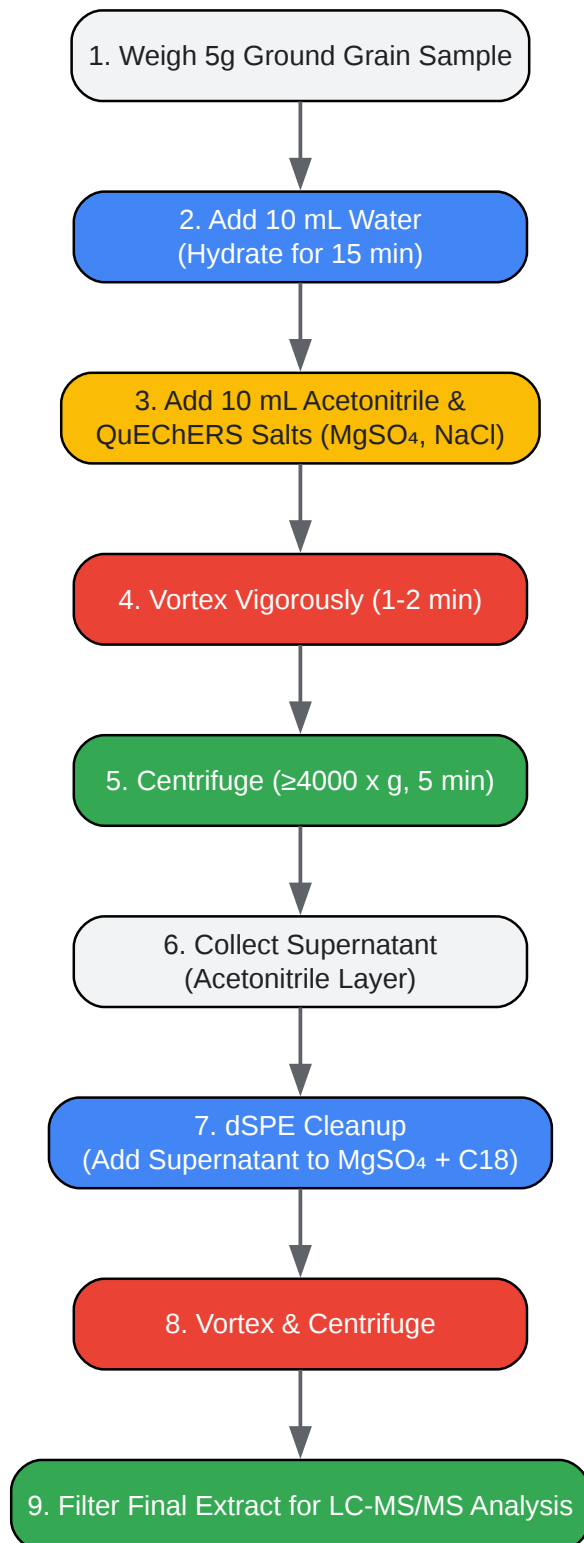 1. Weigh 5g Ground Grain Sample
2. Add 10 mL Water
(Hydrate for 15 min)
3. Add 10 mL Acetonitrile &
QuEChERS Salts (MgSO₄, NaCl)
4. Vortex Vigorously (1-2 min)
5. Centrifuge (≥4000 x g, 5 min)
6. Collect Supernatant
(Acetonitrile Layer)
7. dSPE Cleanup
(Add Supernatant to MgSO₄ + C18)
8. Vortex & Centrifuge
9. Filter Final Extract for LC-MS/MS Analysis